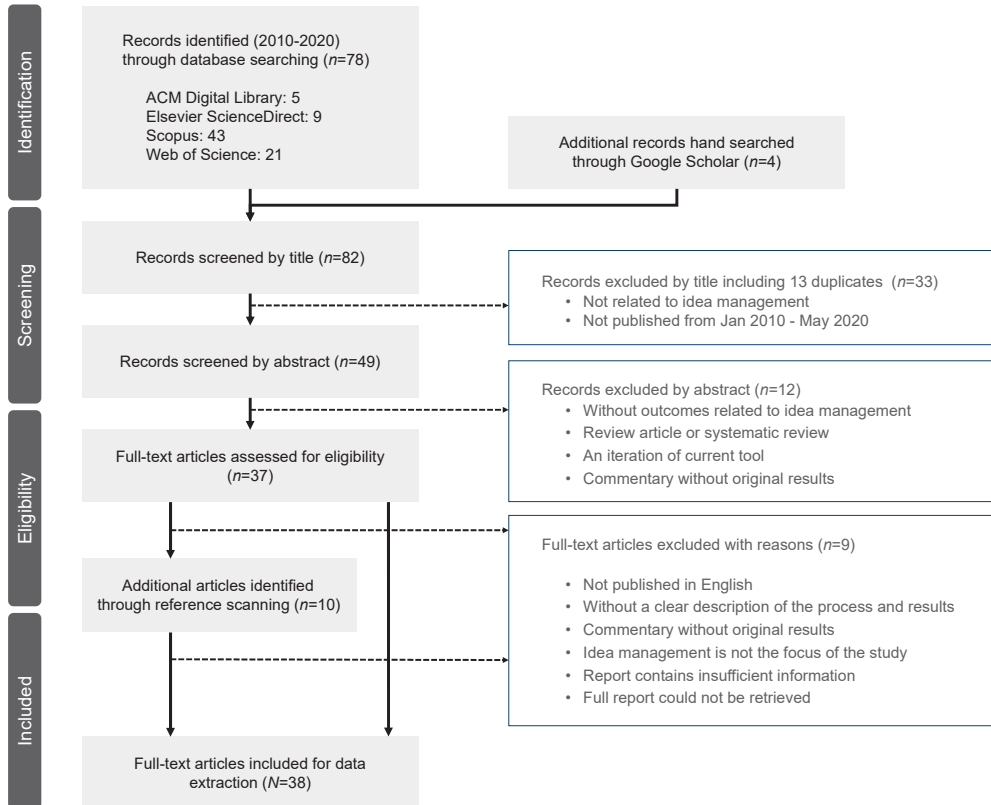 Identification
Records identified (2010-2020)
through database searching (n=78)
ACM Digital Library: 5
Elsevier ScienceDirect: 9
Scopus: 43
Web of Science: 21
Additional records hand searched
through Google Scholar (n=4)
Screening
Records screened by title (n=82)
Records excluded by title including 13 duplicates (n=33)
• Not related to idea management
• Not published from Jan 2010 - May 2020
Records screened by abstract (n=49)
Records excluded by abstract (n=12)
• Without outcomes related to idea management
• Review article or systematic review
• An iteration of current tool
• Commentary without original results
Eligibility
Full-text articles assessed for eligibility
(n=37)
Full-text articles excluded with reasons (n=9)
• Not published in English
• Without a clear description of the process and results
• Commentary without original results
• Idea management is not the focus of the study
• Report contains insufficient information
• Full report could not be retrieved
Additional articles identified
through reference scanning (n=10)
Included
Full-text articles included for data
extraction (N=38)